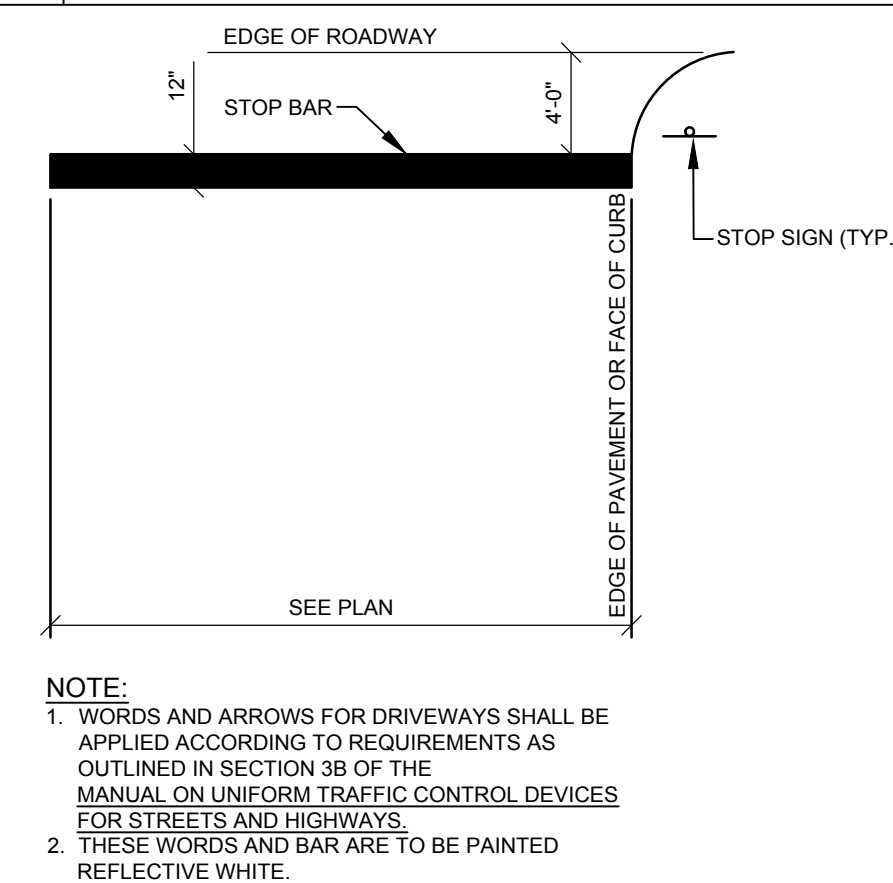 EDGE OF ROADWAY
12"
STOP BAR
4'-0"
STOP SIGN (TYP.
EDGE OF PAVEMENT OR FACE OF CURB
SEE PLAN
NOTE:
1. WORDS AND ARROWS FOR DRIVEWAYS SHALL BE
APPLIED ACCORDING TO REQUIREMENTS AS
OUTLINED IN SECTION 3B OF THE
MANUAL ON UNIFORM TRAFFIC CONTROL DEVICES
FOR STREETS AND HIGHWAYS.
2. THESE WORDS AND BAR ARE TO BE PAINTED
REFLECTIVE WHITE.